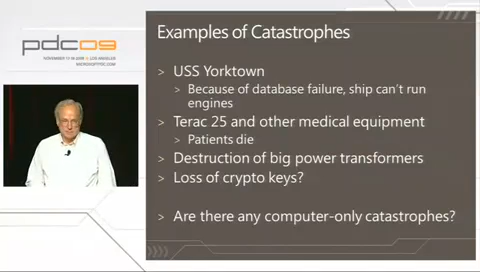 pdc09
Examples of Catastrophes
> USS Yorktown
> Because of database failure, ship can't run
engines
> Terac 25 and other medical equipment
> Patients die
> Destruction of big power transformers
> Loss of crypto keys?
> Are there any computer-only catastrophes?